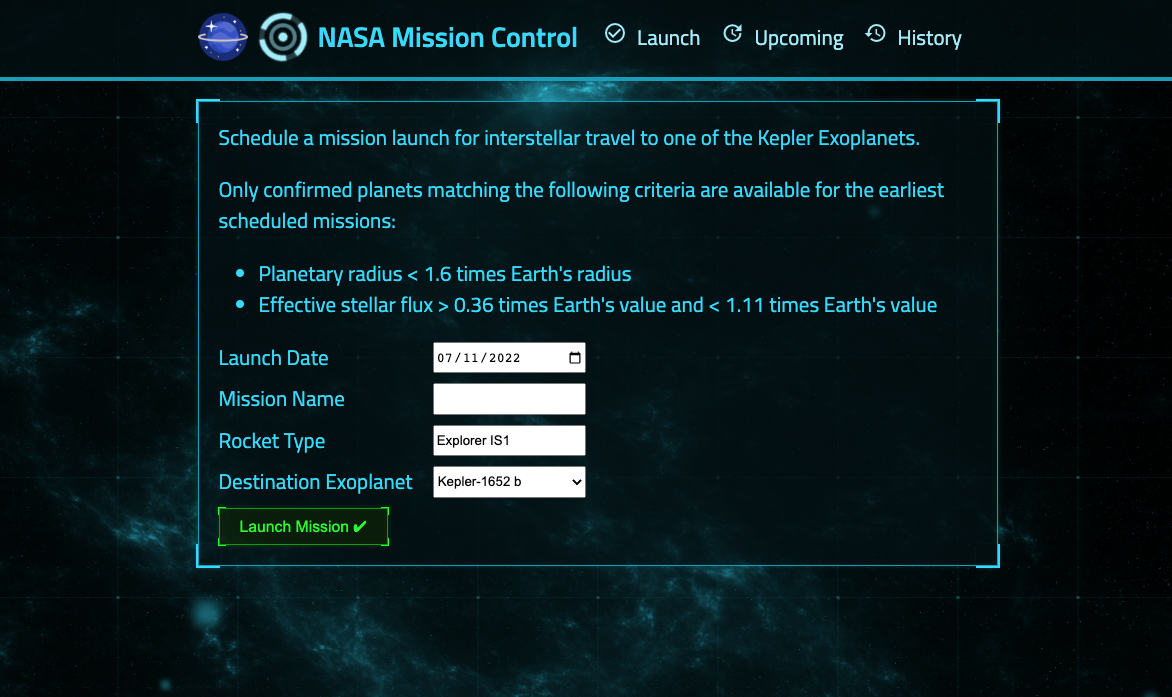 NASA Mission Control Launch Upcoming History
Schedule a mission launch for interstellar travel to one of the Kepler Exoplanets.
Only confirmed planets matching the following criteria are available for the earliest
scheduled missions:
• Planetary radius < 1.6 times Earth's radius
• Effective stellar flux > 0.36 times Earth's value and < 1.11 times Earth's value
Launch Date 07/11/2022
Mission Name
Rocket Type Explorer IS1
Destination Exoplanet Kepler-1652 b
Launch Mission ✔